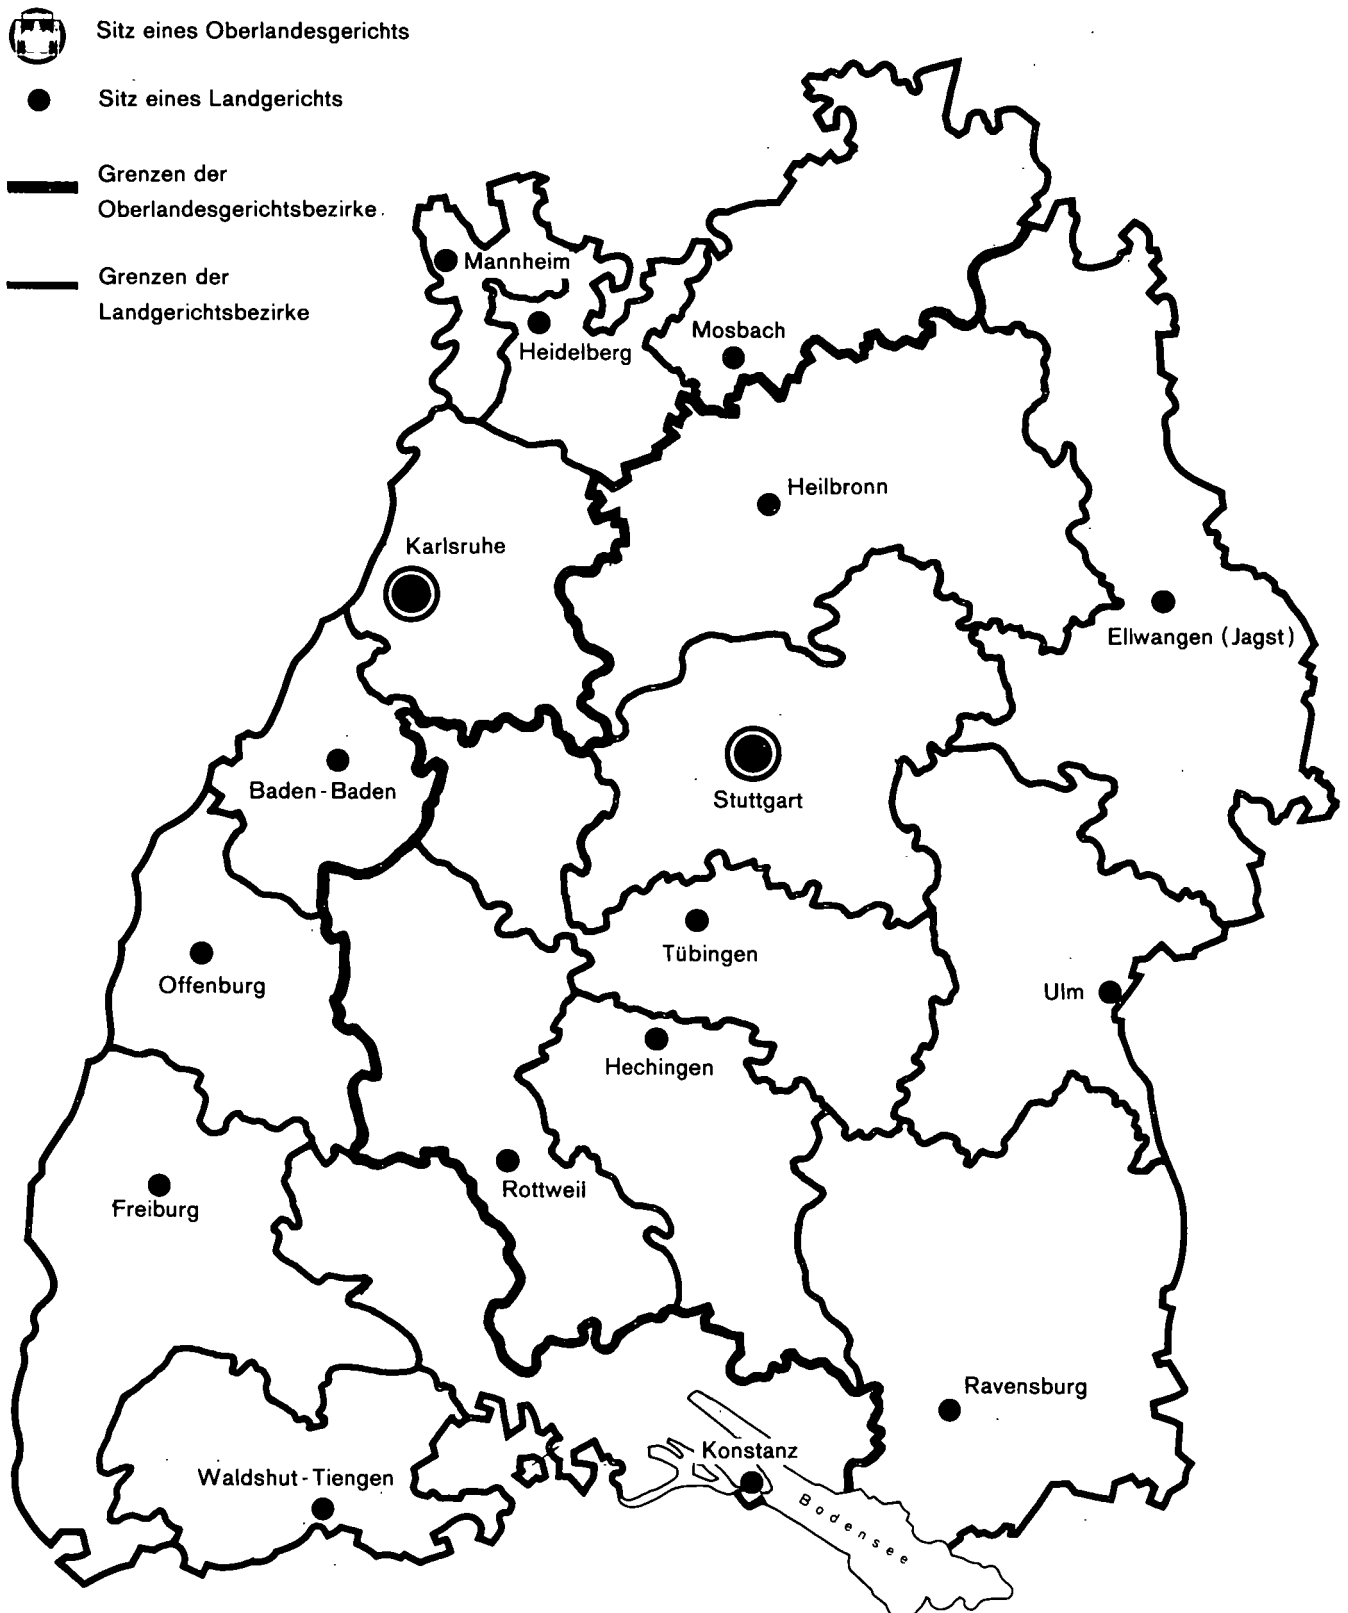 Sitz eines Oberlandesgerichts
Sitz eines Landgerichts
Grenzen der
Oberlandesgerichtsbezirke
Grenzen der
Landgerichtsbezirke
Mannheim
Heidelberg
Mosbach
Heilbronn
Karlsruhe
Ellwangen (Jagst)
Baden-Baden
Stuttgart
Tübingen
Offenburg
Ulm
Hechingen
Rottweil
Freiburg
Ravensburg
Konstanz
Waldshut-Tiengen
Bodensee